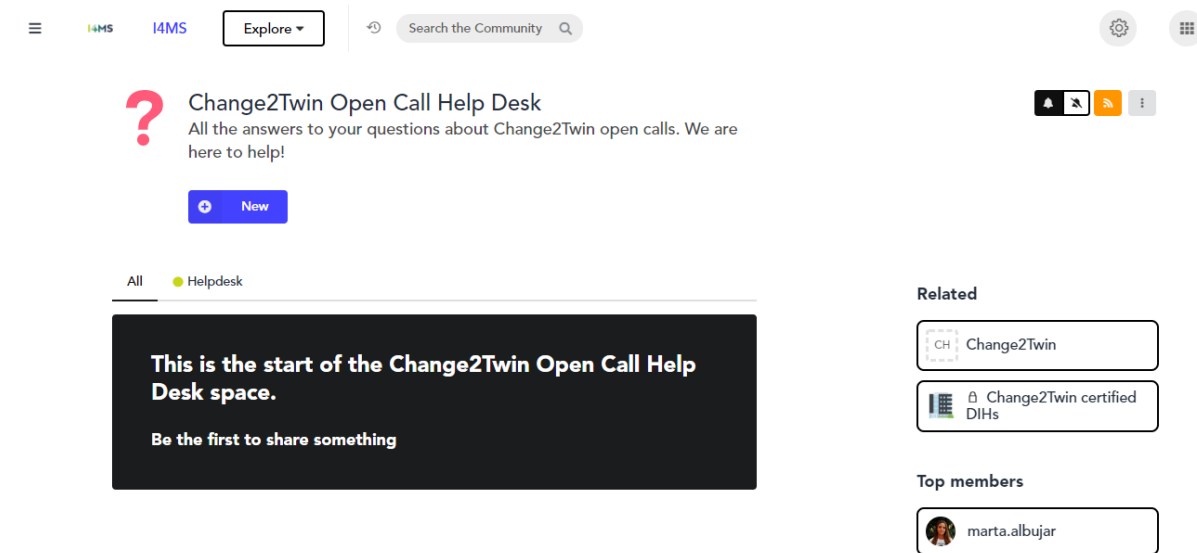 I4MS
I4MS
Explore
Search the Community
?
Change2Twin Open Call Help Desk
All the answers to your questions about Change2Twin open calls. We are
here to help!
New
All
Helpdesk
This is the start of the Change2Twin Open Call Help
Desk space.
Be the first to share something
Related
CH
Change2Twin
Change2Twin certified
DIHs
Top members
marta.albujar